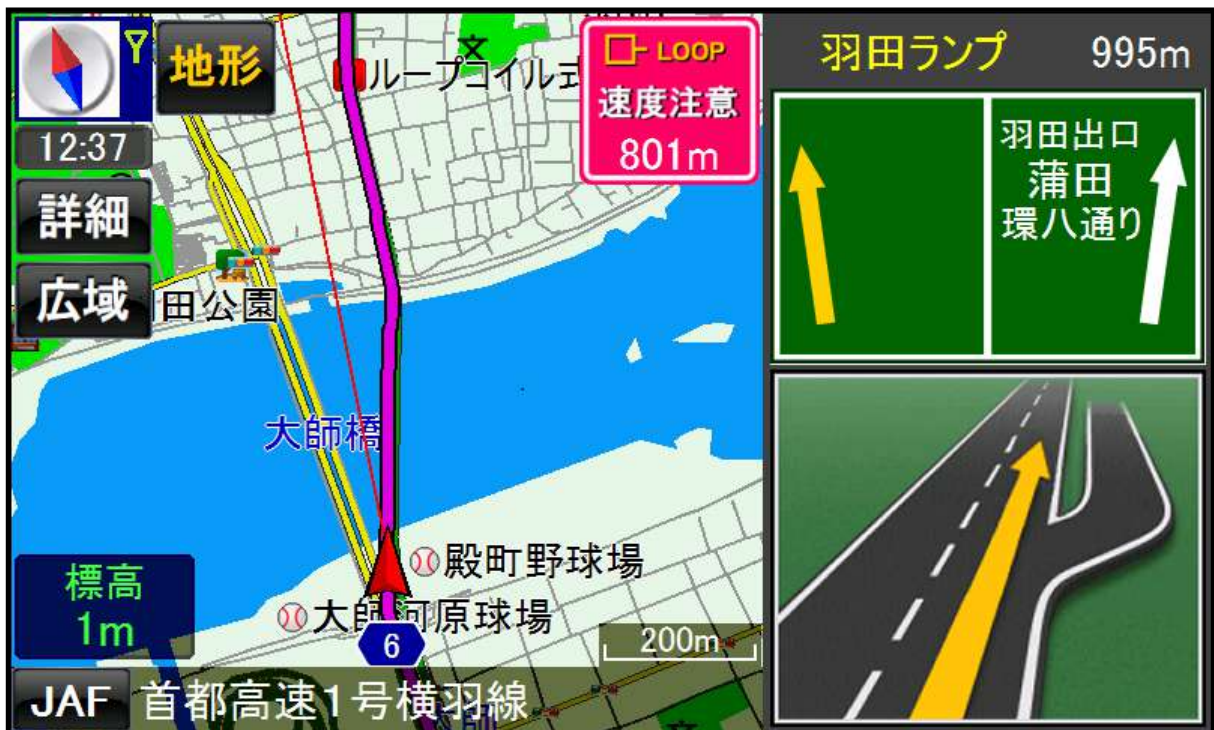 地形
12:37
詳細
広域
田公園
ループコイル式
LOOP
速度注意
801m
大師橋
殿町野球場
大師河原球場
6
200m
標高
1m
JAF
首都高速1号横羽線
羽田ランプ 995m
羽田出口
蒲田
環八通り